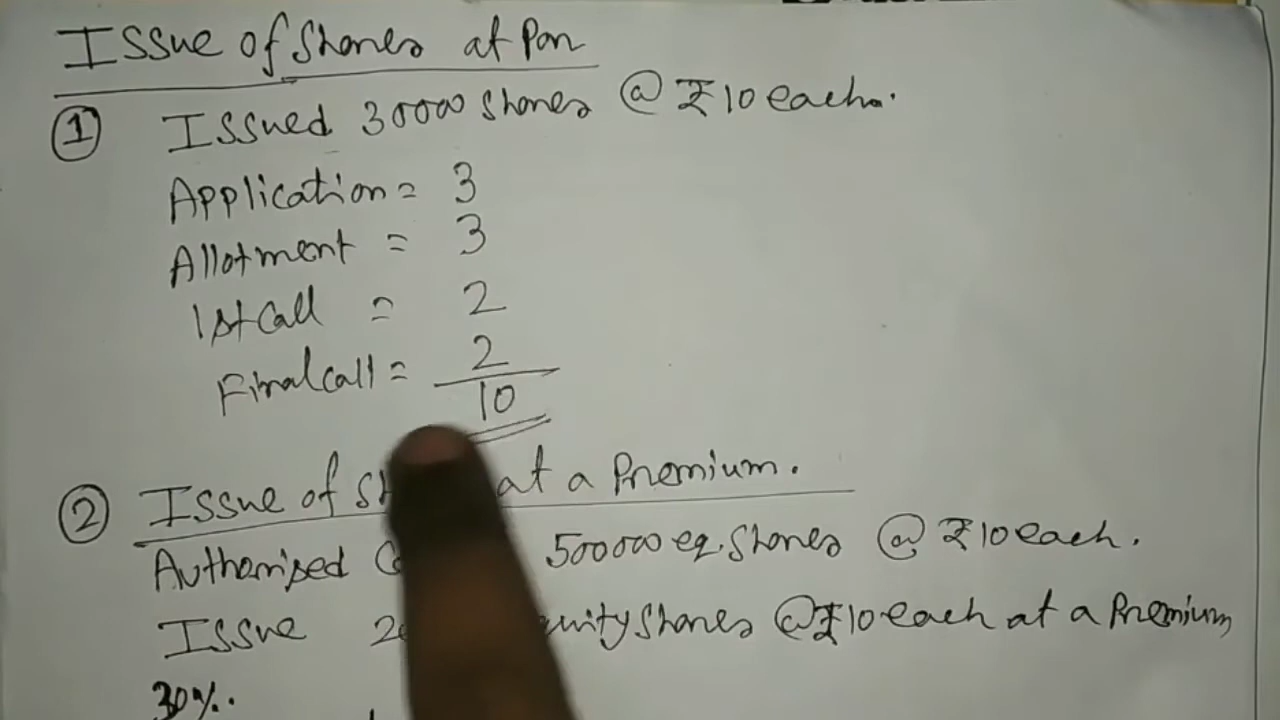 Issue of Shares at Par
① Issued 30000 Shares @ ₹10 each.
Application = 3
Allotment = 3
1st Call = 2
Final Call = 2
10
② Issue of at a Premium.
Authorised 500000 eq. Shares @ ₹10 each.
Issue Shares @ ₹10 each at a Premium
30%.